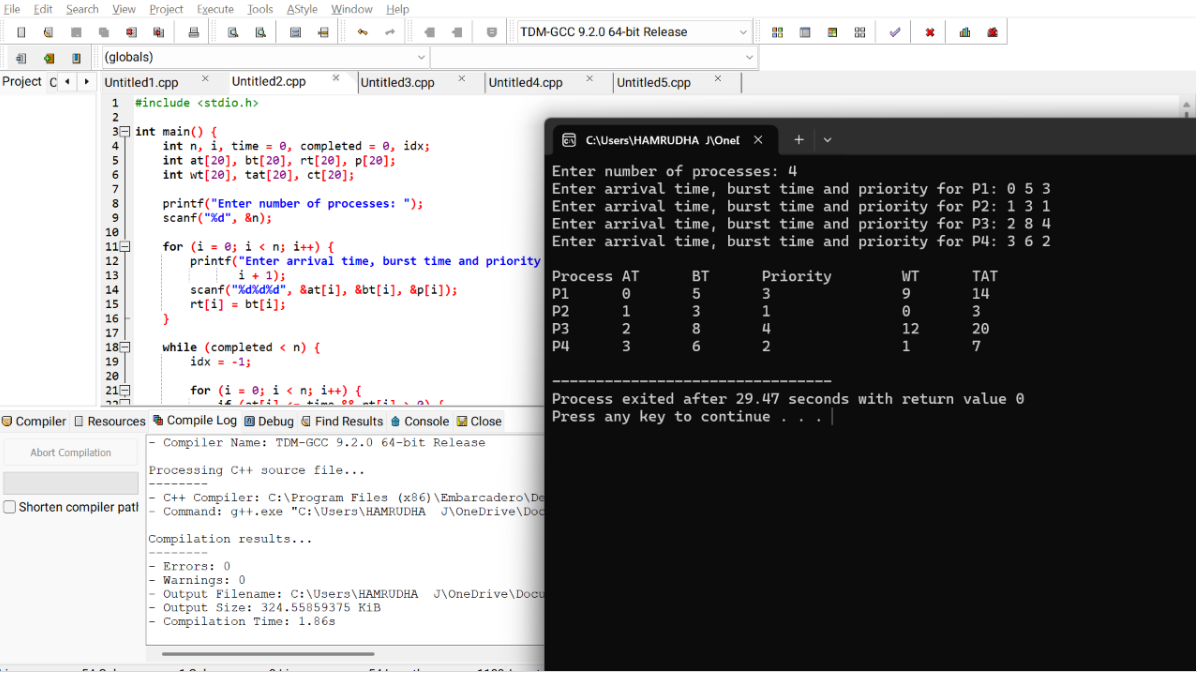 File Edit Search View Project Execute Tools AStyle Window Help
TDM-GCC 9.2.0 64-bit Release
(globals)
Project C Untitled1.cpp × Untitled2.cpp × Untitled3.cpp × Untitled4.cpp × Untitled5.cpp ×
1 #include <stdio.h>
2
3 int main() {
4 int n, i, time = 0, completed = 0, idx;
5 int at[20], bt[20], rt[20], p[20];
6 int wt[20], tat[20], ct[20];
7
8 printf("Enter number of processes: ");
9 scanf("%d", &n);
10
11 for (i = 0; i < n; i++) {
12 printf("Enter arrival time, burst time and priority
13 i + 1);
14 scanf("%d%d%d", &at[i], &bt[i], &p[i]);
15 rt[i] = bt[i];
16 }
17
18 while (completed < n) {
19 idx = -1;
20
21 for (i = 0; i < n; i++) {
22 if (at[i] <= time && rt[i] > 0) {
Compiler Resources Compile Log Debug Find Results Console Close
Abort Compilation
Shorten compiler patl
- Compiler Name: TDM-GCC 9.2.0 64-bit Release
Processing C++ source file...
--------
- C++ Compiler: C:\Program Files (x86)\Embarcadero\De
- Command: g++.exe "C:\Users\HAMRUDHA J\OneDrive\Doc
Compilation results...
--------
- Errors: 0
- Warnings: 0
- Output Filename: C:\Users\HAMRUDHA J\OneDrive\Docu
- Output Size: 324.55859375 KiB
- Compilation Time: 1.86s
C:\Users\HAMRUDHA J\OneI × +
Enter number of processes: 4
Enter arrival time, burst time and priority for P1: 0 5 3
Enter arrival time, burst time and priority for P2: 1 3 1
Enter arrival time, burst time and priority for P3: 2 8 4
Enter arrival time, burst time and priority for P4: 3 6 2
Process AT BT Priority WT TAT
P1 0 5 3 9 14
P2 1 3 1 0 3
P3 2 8 4 12 20
P4 3 6 2 1 7
--------------------------------
Process exited after 29.47 seconds with return value 0
Press any key to continue . . .